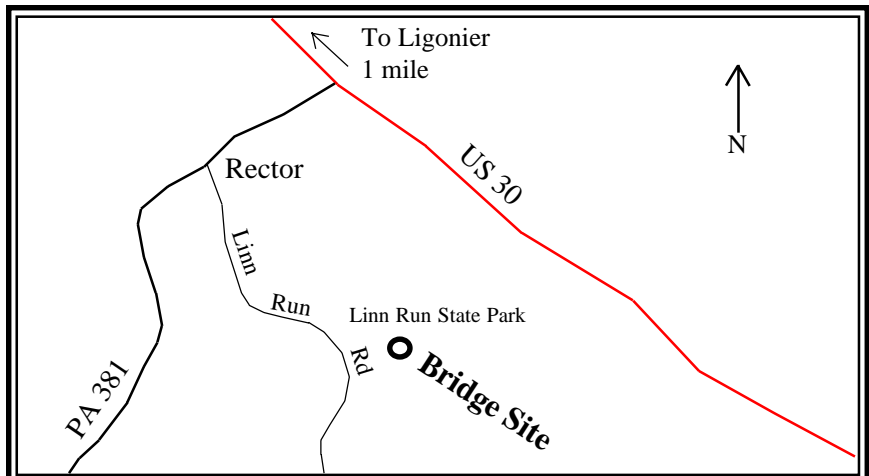 To Ligonier
1 mile
N
US 30
Rector
Linn
Run
Rd
Linn Run State Park
Bridge Site
PA 381